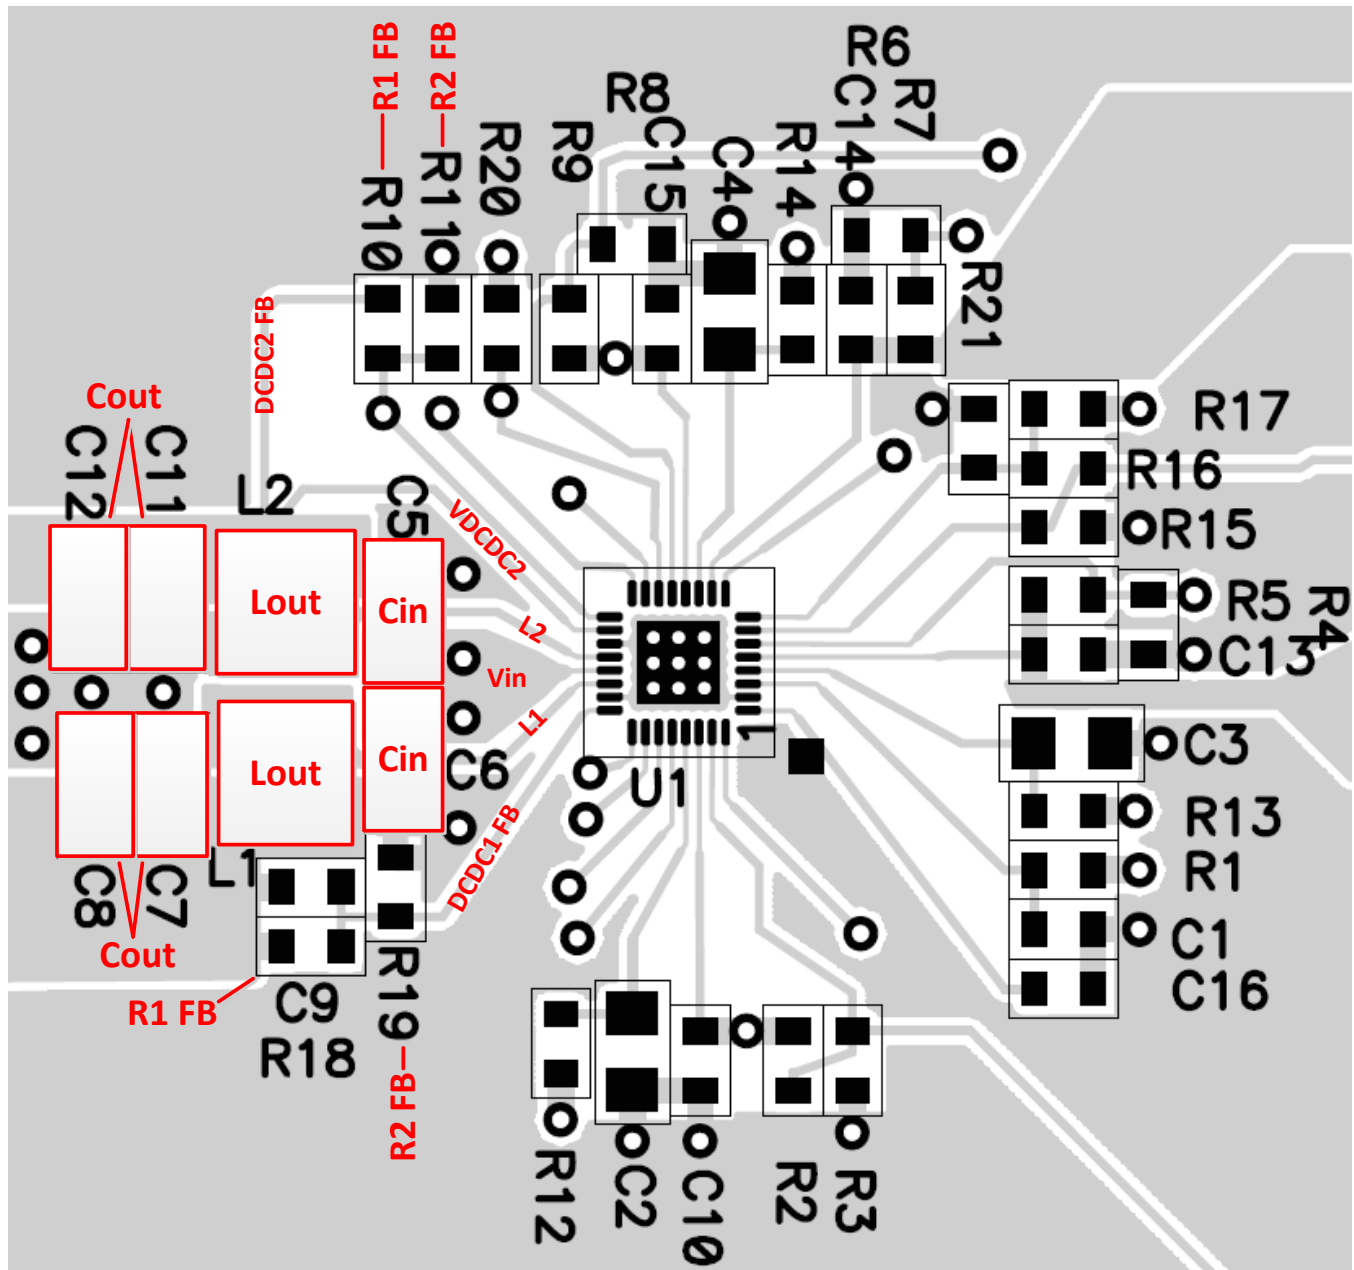 R1 FB
R2 FB
R6
R8
C14
R7
R10
R11
R20
R9
C15
C4
R14
R21
DCDC2 FB
Cout
C12
C11
L2
C5
VDCDC2
R17
R16
R15
Lout
Cin
L2
Vin
L1
R5
R4
C13
Lout
Cin
C6
1
U1
C3
R13
R1
C1
C16
L1
DCDC1 FB
C8
C7
Cout
R1 FB
C9
R18
R19
R2 FB
R12
C2
C10
R2
R3